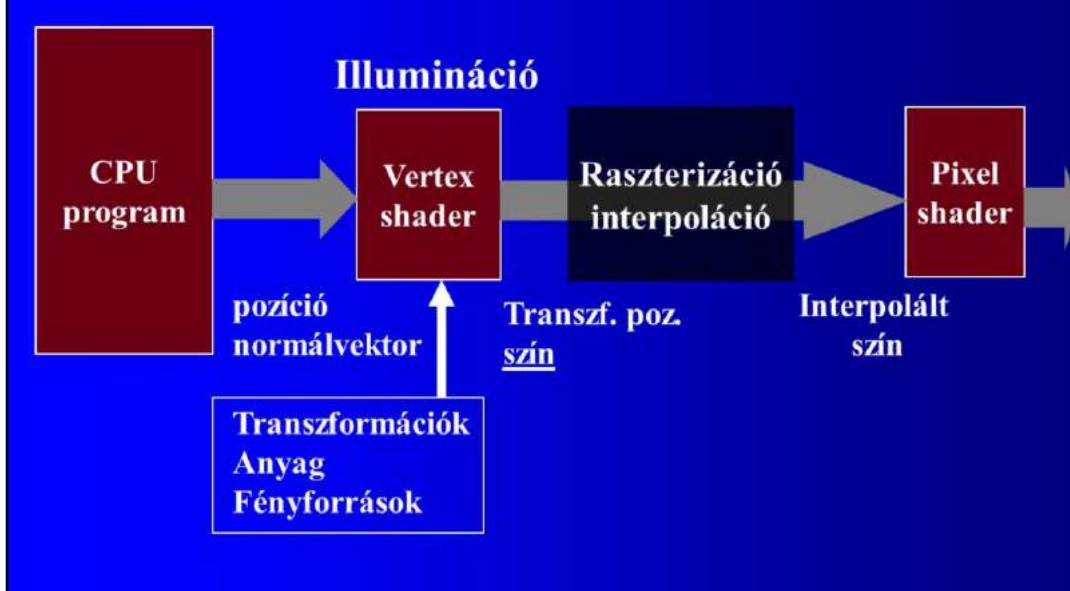 Illumináció
CPU
program
Vertex
shader
Raszterizáció
interpoláció
Pixel
shader
pozíció
normálvektor
Transzf. poz.
szín
Interpolált
szín
Transzformációk
Anyag
Fényforrások